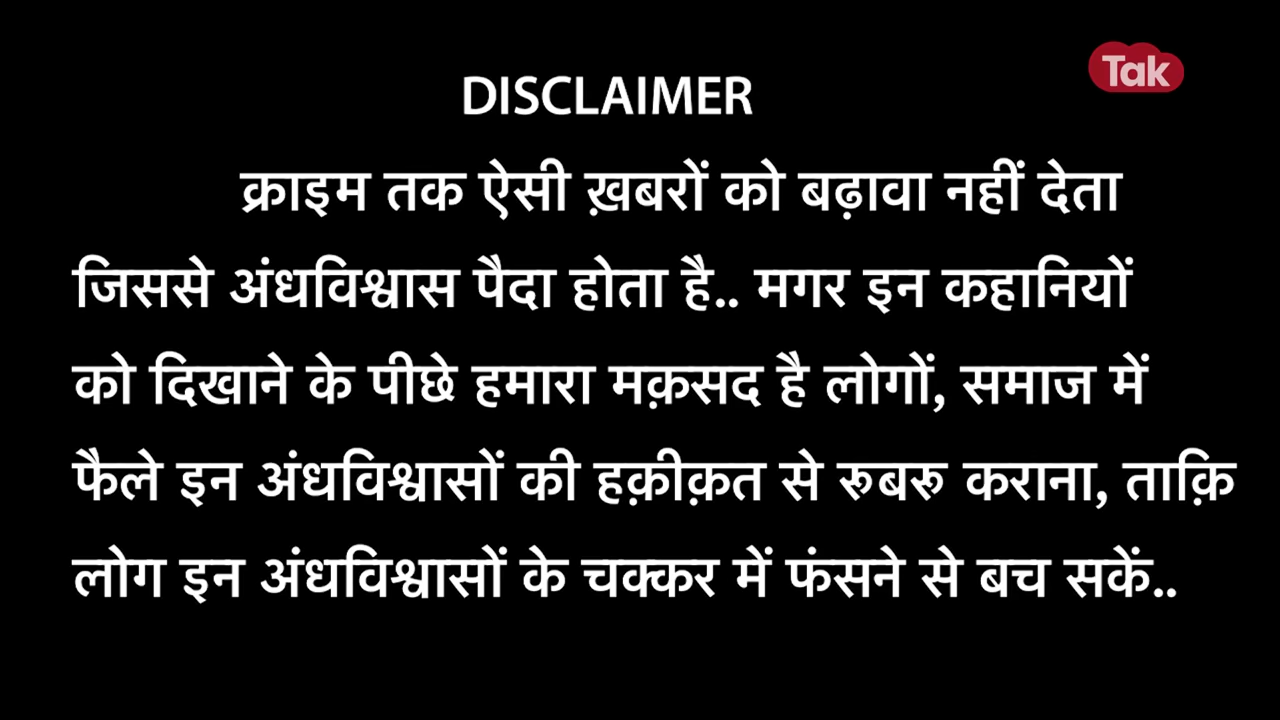 Tak
DISCLAIMER
क्राइम तक ऐसी ख़बरों को बढ़ावा नहीं देता
जिससे अंधविश्वास पैदा होता है.. मगर इन कहानियों
को दिखाने के पीछे हमारा मक़सद है लोगों, समाज में
फैले इन अंधविश्वासों की हक़ीक़त से रूबरू कराना, ताक़ि
लोग इन अंधविश्वासों के चक्कर में फंसने से बच सकें..